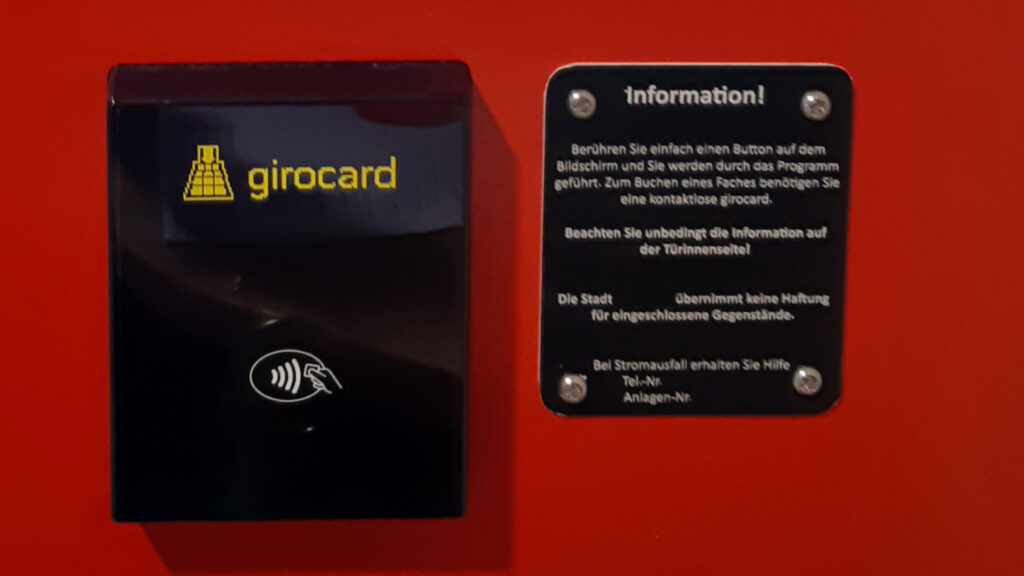 girocard
Information!
Berühren Sie einfach einen Button auf dem
Bildschirm und Sie werden durch das Programm
geführt. Zum Buchen eines Faches benötigen Sie
eine kontaktlose girocard.
Beachten Sie unbedingt die Information auf
der Türinnenseite!
Die Stadt übernimmt keine Haftung
für eingeschlossene Gegenstände.
Bei Stromausfall erhalten Sie Hilfe
Tel.-Nr.
Anlagen-Nr.